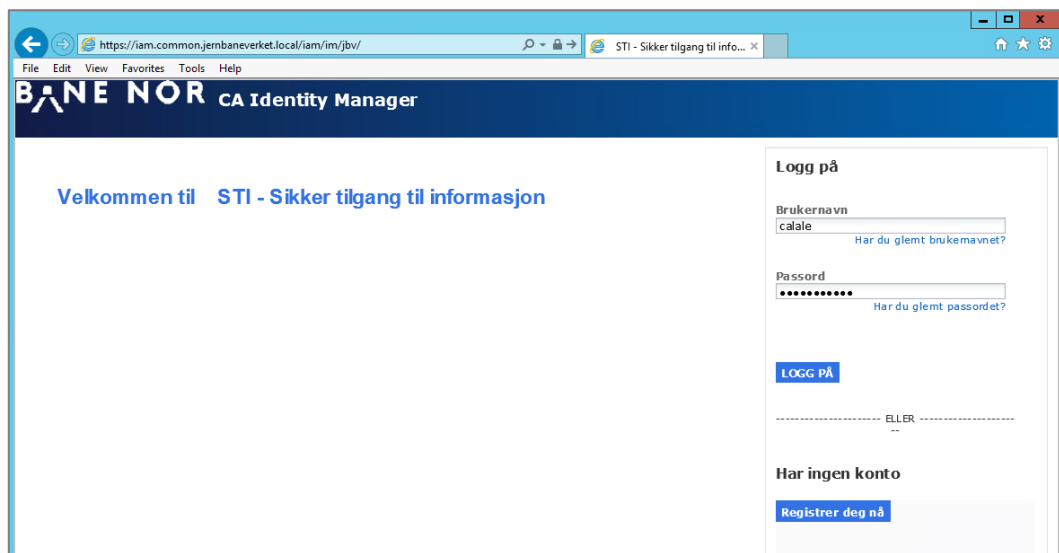 https://iam.common.jernbaneverket.local/iam/im/jbv/
STI - Sikker tilgang til info...
File Edit View Favorites Tools Help
BANE NOR CA Identity Manager
Logg på
Velkommen til STI - Sikker tilgang til informasjon
Brukernavn
calale
Har du glemt brukernavnet?
Passord
•••••••••••
Har du glemt passordet?
LOGG PÅ
---------------------- ELLER --------------------
--
Har ingen konto
Registrer deg nå